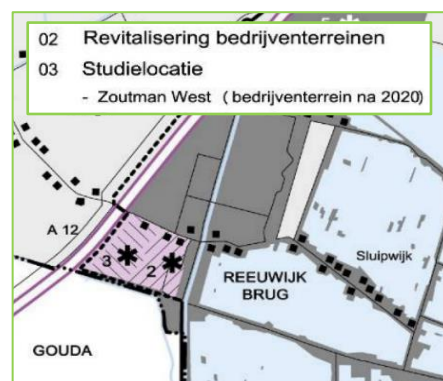 02 Revitalisering bedrijventerreinen
03 Studielocatie
- Zoutman West ( bedrijventerrein na 2020)
A 12
3
2
Sluipwijk
REEUWIJK
BRUG
GOUDA